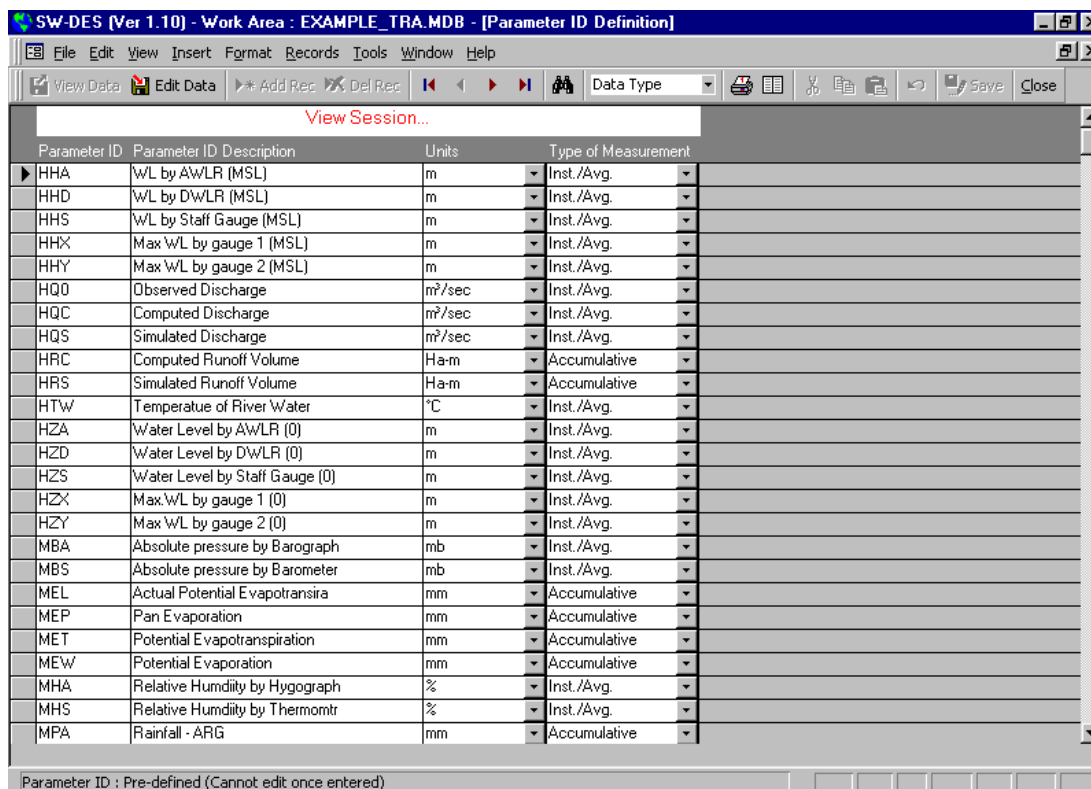 SW-DES (Ver 1.10) - Work Area : EXAMPLE_TRA.MDB - [Parameter ID Definition]
File Edit View Insert Format Records Tools Window Help
View Data Edit Data Add Rec Del Rec Data Type Save Close
View Session...
Parameter ID Parameter ID Description Units Type of Measurement
HHA WL by AWLR (MSL) m Inst./Avg.
HHD WL by DWLR (MSL) m Inst./Avg.
HHS WL by Staff Gauge (MSL) m Inst./Avg.
HHX Max WL by gauge 1 (MSL) m Inst./Avg.
HHY Max WL by gauge 2 (MSL) m Inst./Avg.
HQO Observed Discharge m³/sec Inst./Avg.
HQC Computed Discharge m³/sec Inst./Avg.
HQS Simulated Discharge m³/sec Inst./Avg.
HRC Computed Runoff Volume Ha-m Accumulative
HRS Simulated Runoff Volume Ha-m Accumulative
HTW Temperatue of River Water °C Inst./Avg.
HZA Water Level by AWLR (0) m Inst./Avg.
HZD Water Level by DWLR (0) m Inst./Avg.
HZS Water Level by Staff Gauge (0) m Inst./Avg.
HZX Max.WL by gauge 1 (0) m Inst./Avg.
HZY Max WL by gauge 2 (0) m Inst./Avg.
MBA Absolute pressure by Barograph mb Inst./Avg.
MBS Absolute pressure by Barometer mb Inst./Avg.
MEL Actual Potential Evapotransira mm Accumulative
MEP Pan Evaporation mm Accumulative
MET Potential Evapotranspiration mm Accumulative
MEW Potential Evaporation mm Accumulative
MHA Relative Humdiity by Hygograph % Inst./Avg.
MHS Relative Humdiity by Thermomtr % Inst./Avg.
MPA Rainfall - ARG mm Accumulative
Parameter ID : Pre-defined (Cannot edit once entered)